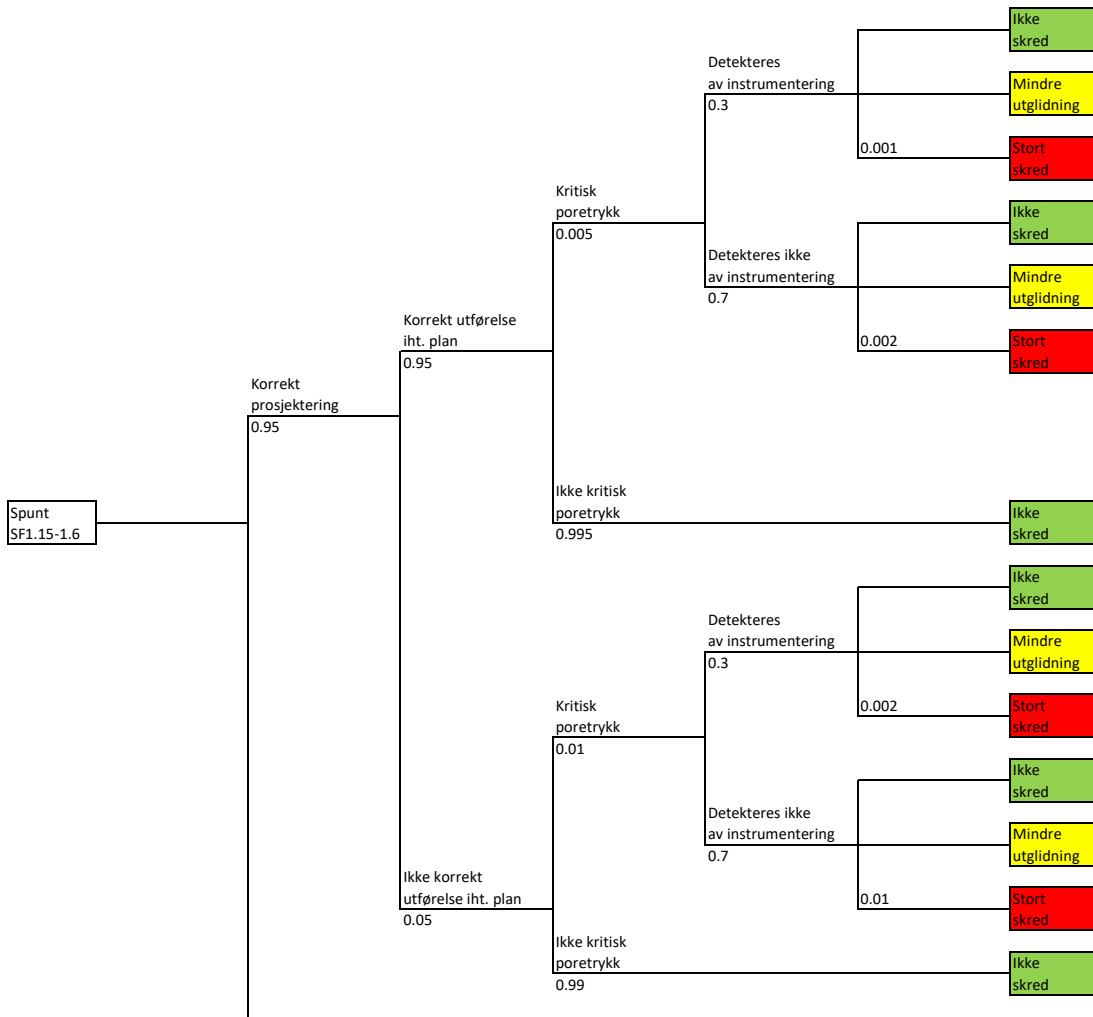 Ikke
skred
Detekteres
av instrumentering
0.3
Mindre
utglidning
0.001
Stort
skred
Kritisk
poretrykk
0.005
Ikke
skred
Detekteres ikke
av instrumentering
0.7
Mindre
utglidning
Korrekt utførelse
iht. plan
0.95
0.002
Stort
skred
Korrekt
prosjektering
0.95
Spunt
SF1.15-1.6
Ikke kritisk
poretrykk
0.995
Ikke
skred
Ikke
skred
Detekteres
av instrumentering
0.3
Mindre
utglidning
0.002
Stort
skred
Kritisk
poretrykk
0.01
Ikke
skred
Detekteres ikke
av instrumentering
0.7
Mindre
utglidning
Ikke korrekt
utførelse iht. plan
0.05
0.01
Stort
skred
Ikke kritisk
poretrykk
0.99
Ikke
skred